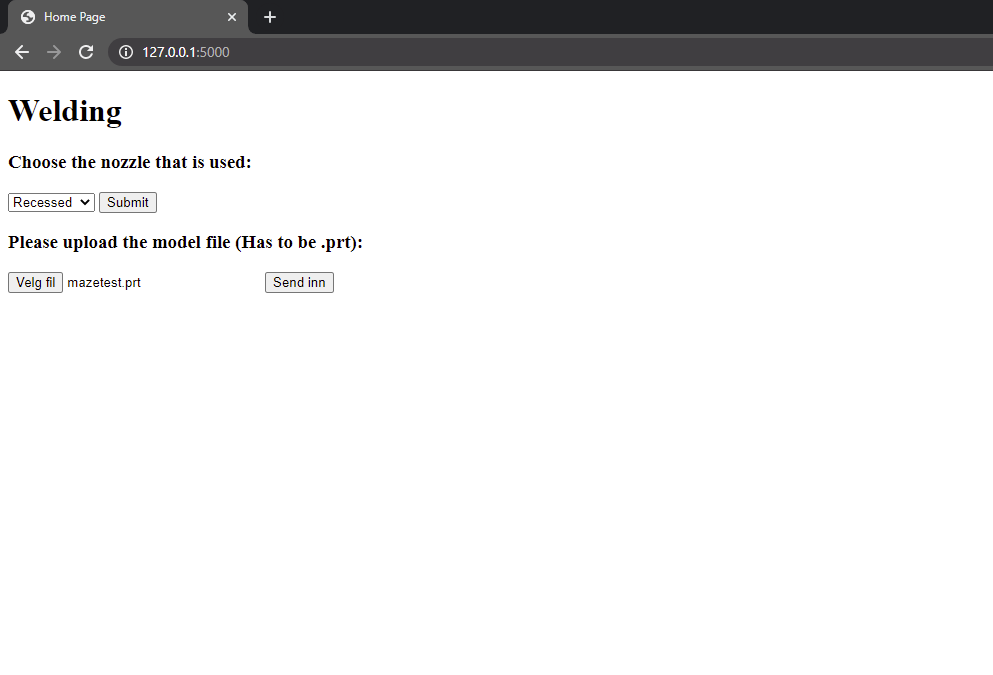 Home Page
127.0.0.1:5000
Welding
Choose the nozzle that is used:
Recessed Submit
Please upload the model file (Has to be .prt):
Velg fil mazetest.prt Send inn